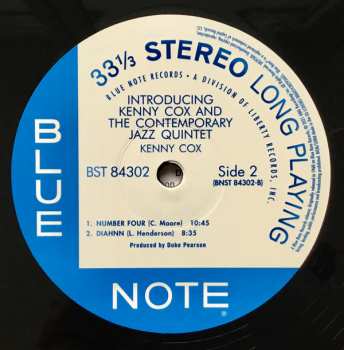 33⅓ STEREO LONG PLAYING
BLUE NOTE RECORDS • A DIVISION OF LIBERTY RECORDS, INC.
INTRODUCING
KENNY COX AND
THE CONTEMPORARY
JAZZ QUINTET
KENNY COX
BST 84302
Side 2
(BNST 84302-B)
1. NUMBER FOUR (C. Moore) 10:45
2. DIAHNN (L. Henderson) 8:35
Produced by Duke Pearson
BLUE
NOTE®